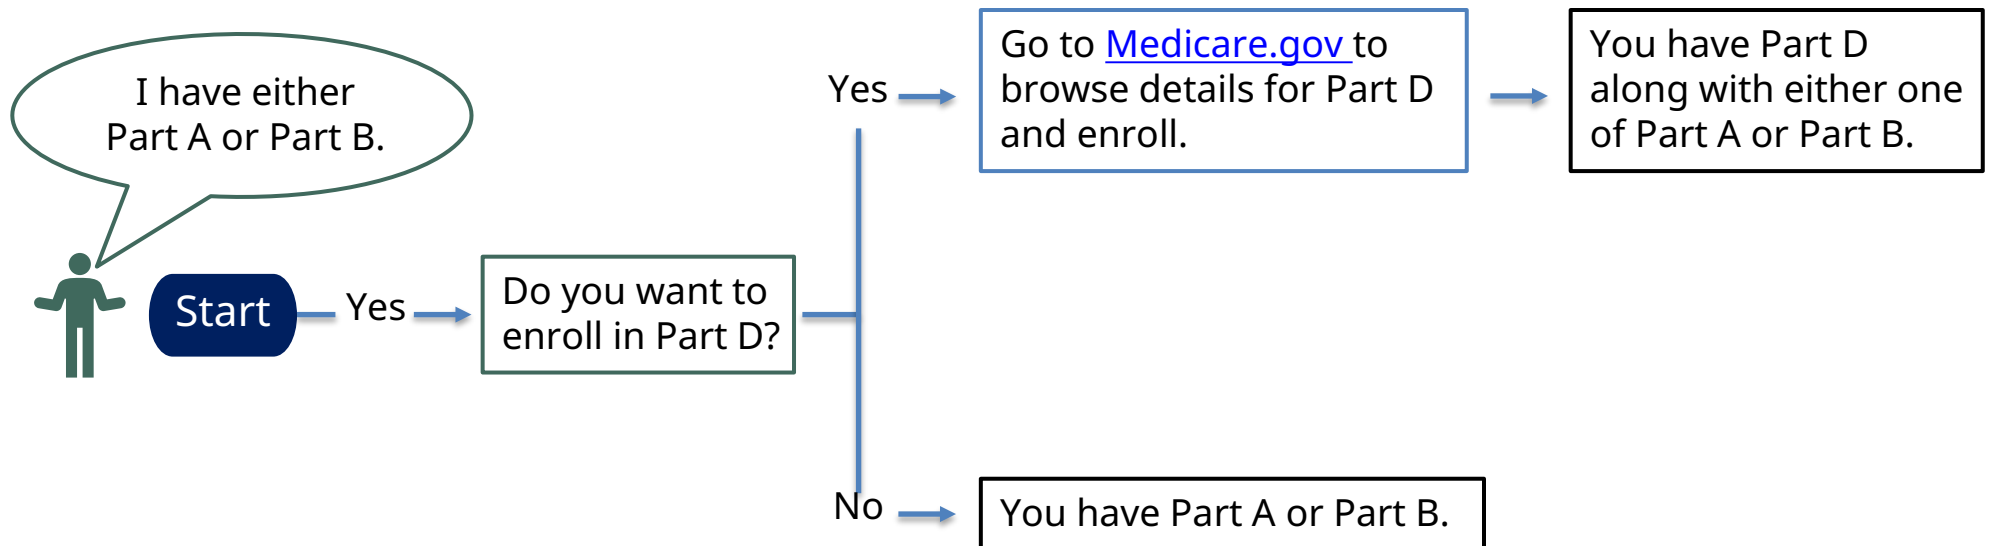 I have either
Part A or Part B.
Start
Yes
Do you want to
enroll in Part D?
Yes
Go to Medicare.gov to
browse details for Part D
and enroll.
You have Part D
along with either one
of Part A or Part B.
No
You have Part A or Part B.